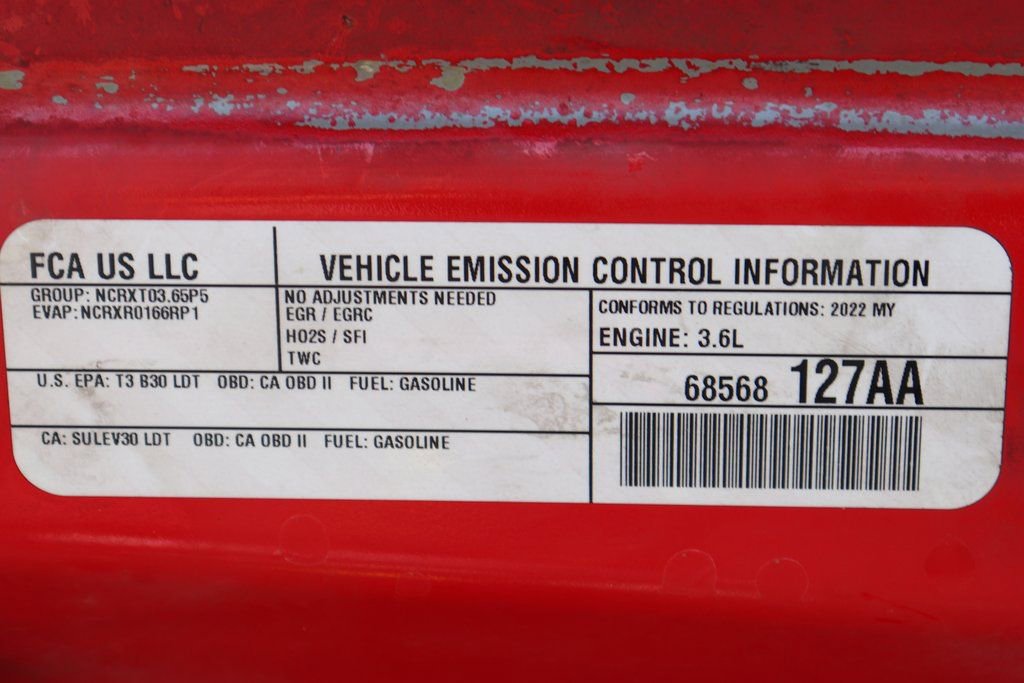 FCA US LLC
VEHICLE EMISSION CONTROL INFORMATION
GROUP: NCRXT03.65P5
EVAP:NCRXR0166RP1
NO ADJUSTMENTS NEEDED
EGR / EGRC
HO2S / SFI
TWC
CONFORMS TO REGULATIONS: 2022 MY
ENGINE: 3.6L
U.S. EPA: T3 B30 LDT OBD: CA OBD II FUEL: GASOLINE
68568 127AA
CA: SULEV30 LDT OBD: CA OBD II FUEL: GASOLINE